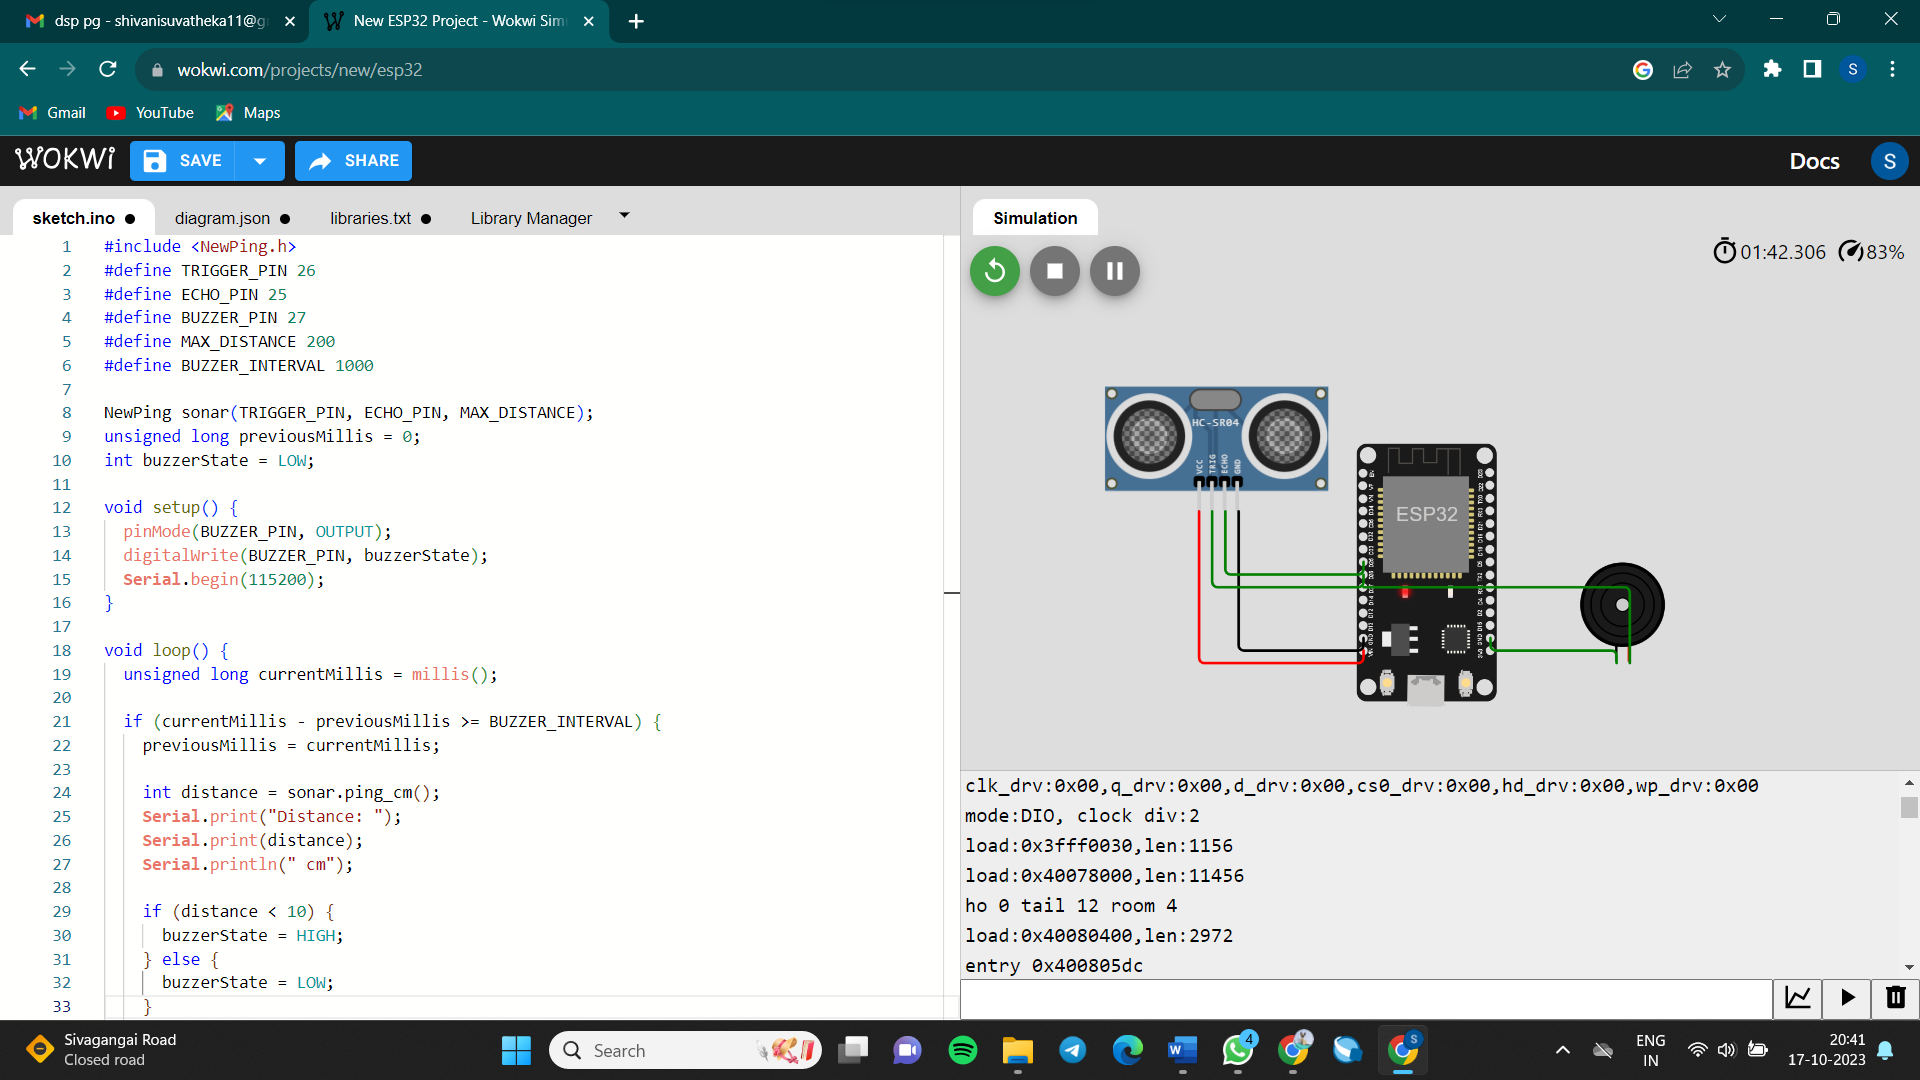 dsp pg - shivanisuvatheka11@g
New ESP32 Project - Wokwi Sim
wokwi.com/projects/new/esp32
S
Gmail
YouTube
Maps
WOKWi
SAVE
SHARE
Docs
S
sketch.ino
diagram.json
libraries.txt
Library Manager
Simulation
01:42.306
83%
1 #include <NewPing.h>
2 #define TRIGGER_PIN 26
3 #define ECHO_PIN 25
4 #define BUZZER_PIN 27
5 #define MAX_DISTANCE 200
6 #define BUZZER_INTERVAL 1000
7
8 NewPing sonar(TRIGGER_PIN, ECHO_PIN, MAX_DISTANCE);
9 unsigned long previousMillis = 0;
10 int buzzerState = LOW;
11
12 void setup() {
13 pinMode(BUZZER_PIN, OUTPUT);
14 digitalWrite(BUZZER_PIN, buzzerState);
15 Serial.begin(115200);
16 }
17
18 void loop() {
19 unsigned long currentMillis = millis();
20
21 if (currentMillis - previousMillis >= BUZZER_INTERVAL) {
22 previousMillis = currentMillis;
23
24 int distance = sonar.ping_cm();
25 Serial.print("Distance: ");
26 Serial.print(distance);
27 Serial.println(" cm");
28
29 if (distance < 10) {
30 buzzerState = HIGH;
31 } else {
32 buzzerState = LOW;
33 }
HC-SR04
VCC
TRIG
ECHO
GND
ESP32
clk_drv:0x00,q_drv:0x00,d_drv:0x00,cs0_drv:0x00,hd_drv:0x00,wp_drv:0x00
mode:DIO, clock div:2
load:0x3fff0030,len:1156
load:0x40078000,len:11456
ho 0 tail 12 room 4
load:0x40080400,len:2972
entry 0x400805dc
Sivagangai Road
Closed road
Search
4
S
ENG
IN
20:41
17-10-2023